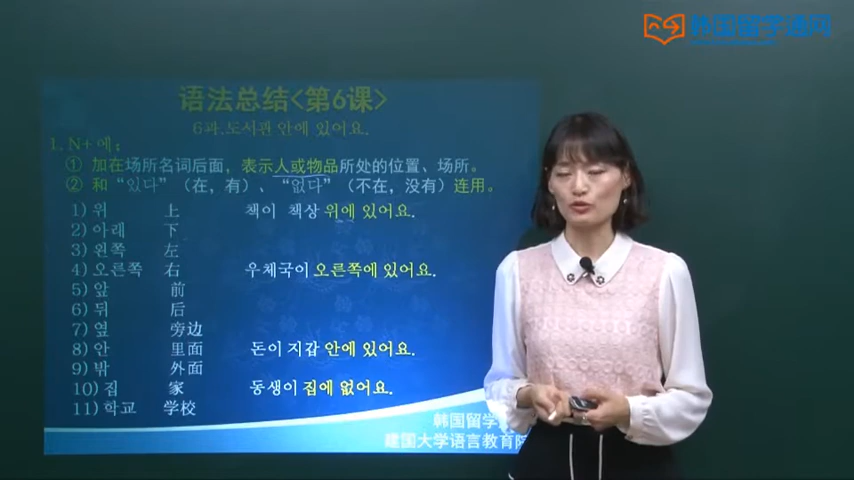 韩国留学通网
语法总结<第6课>
6과.도서관 안에 있어요.
1. N+ 에:
① 加在场所名词后面，表示人或物品所处的位置、场所。
② 和“있다”（在，有）、“없다”（不在，没有）连用。
1) 위 上 책이 책상 위에 있어요.
2) 아래 下
3) 왼쪽 左
4) 오른쪽 右 우체국이 오른쪽에 있어요.
5) 앞 前
6) 뒤 后
7) 옆 旁边
8) 안 里面 돈이 지갑 안에 있어요.
9) 밖 外面
10) 집 家 동생이 집에 없어요.
11) 학교 学校
韩国留学
建国大学语言教育院